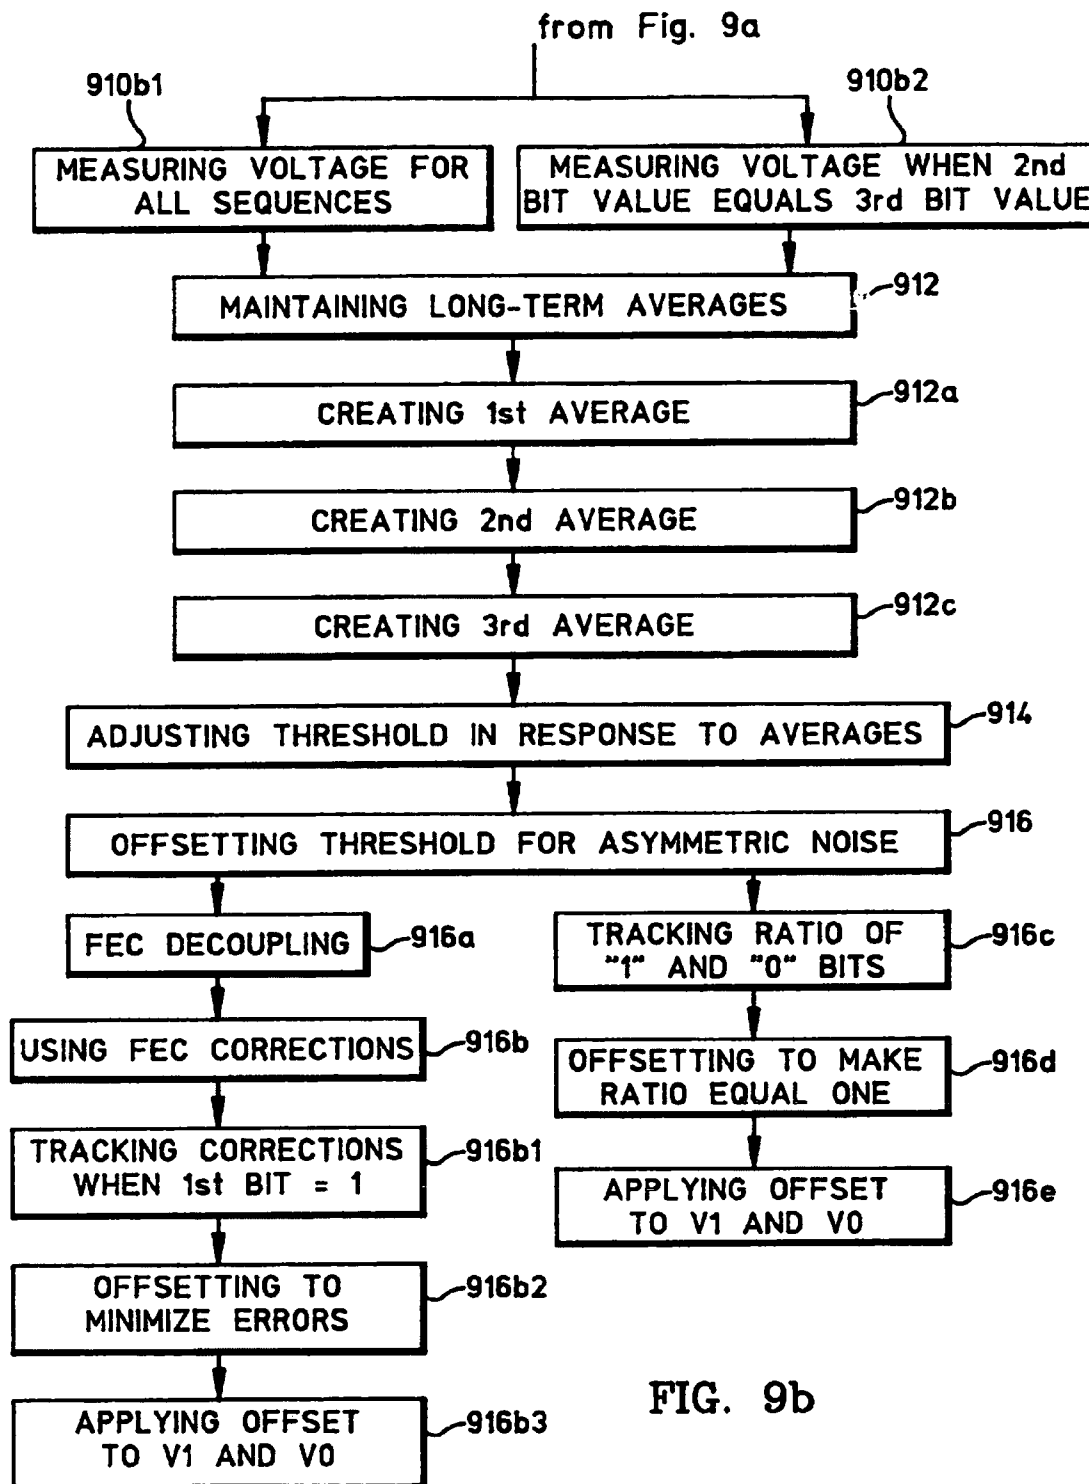 from Fig. 9a
910b1
910b2
MEASURING VOLTAGE FOR
ALL SEQUENCES
MEASURING VOLTAGE WHEN 2nd
BIT VALUE EQUALS 3rd BIT VALUE
MAINTAINING LONG-TERM AVERAGES
912
CREATING 1st AVERAGE
912a
CREATING 2nd AVERAGE
912b
CREATING 3rd AVERAGE
912c
ADJUSTING THRESHOLD IN RESPONSE TO AVERAGES
914
OFFSETTING THRESHOLD FOR ASYMMETRIC NOISE
916
FEC DECOUPLING
916a
USING FEC CORRECTIONS
916b
TRACKING CORRECTIONS
WHEN 1st BIT = 1
916b1
OFFSETTING TO
MINIMIZE ERRORS
916b2
APPLYING OFFSET
TO V1 AND V0
916b3
TRACKING RATIO OF
"1" AND "0" BITS
916c
OFFSETTING TO MAKE
RATIO EQUAL ONE
916d
APPLYING OFFSET
TO V1 AND V0
916e
FIG. 9b